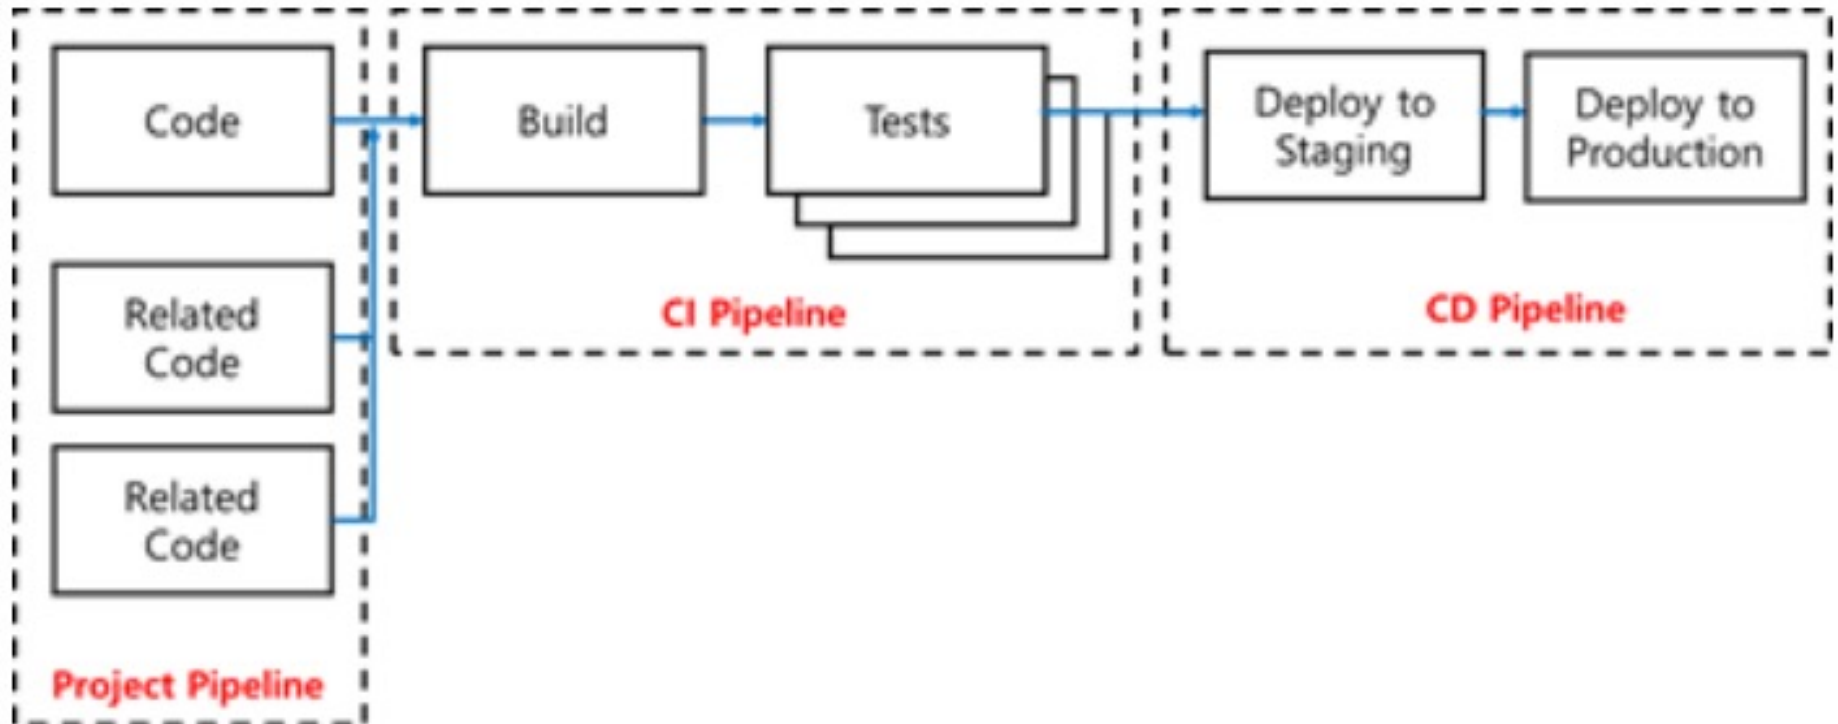 Code
Build
Tests
Deploy to
Staging
Deploy to
Production
Related
Code
CI Pipeline
CD Pipeline
Related
Code
Project Pipeline